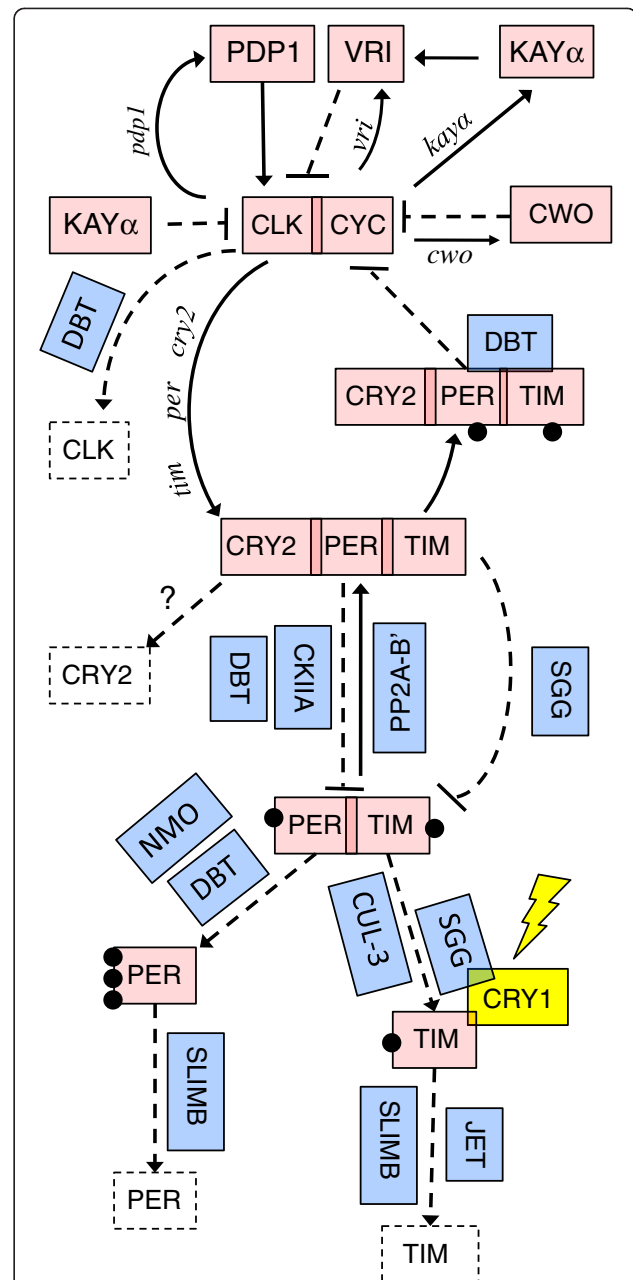 PDP1
VRI
KAYα
pdp1
vri
kayα
KAYα
CLK
CYC
CWO
cwo
DBT
DBT
CRY2
PER
TIM
CLK
tim per cry2
CRY2
PER
TIM
?
CRY2
DBT
CKIIA
PP2A-B'
SGG
PER
TIM
NMO
DBT
CUL-3
SGG
CRY1
PER
TIM
SLIMB
SLIMB
JET
PER
TIM